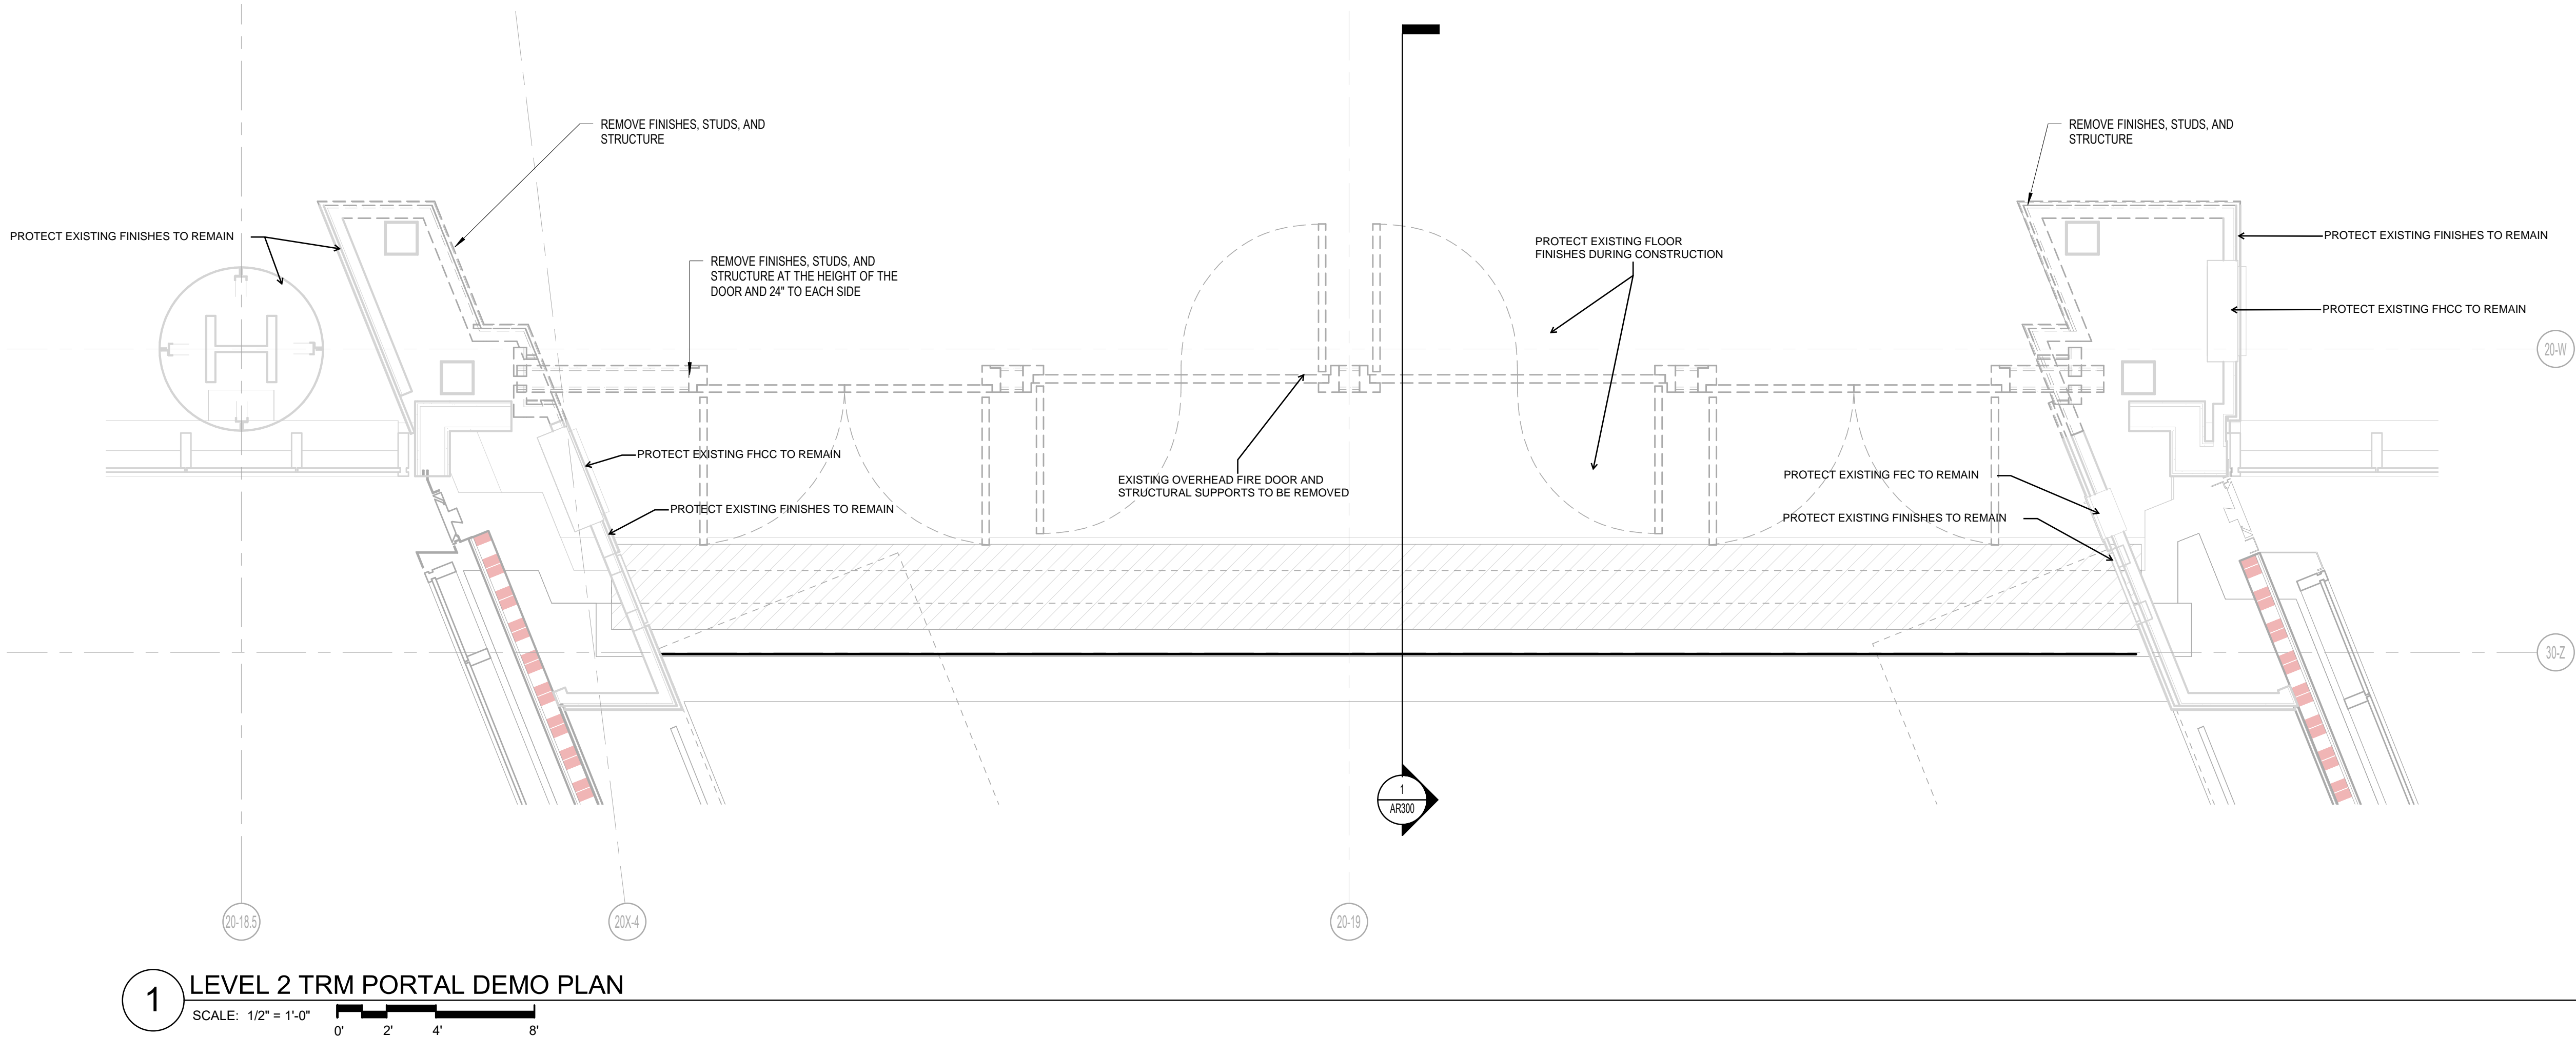 REMOVE FINISHES, STUDS, AND
STRUCTURE
REMOVE FINISHES, STUDS, AND
STRUCTURE
PROTECT EXISTING FINISHES TO REMAIN
REMOVE FINISHES, STUDS, AND
STRUCTURE AT THE HEIGHT OF THE
DOOR AND 24" TO EACH SIDE
PROTECT EXISTING FLOOR
FINISHES DURING CONSTRUCTION
PROTECT EXISTING FINISHES TO REMAIN
PROTECT EXISTING FHCC TO REMAIN
20-W
PROTECT EXISTING FHCC TO REMAIN
PROTECT EXISTING FINISHES TO REMAIN
EXISTING OVERHEAD FIRE DOOR AND
STRUCTURAL SUPPORTS TO BE REMOVED
PROTECT EXISTING FEC TO REMAIN
PROTECT EXISTING FINISHES TO REMAIN
30-Z
1
AR300
20-18.5
20X-4
20-19
1
LEVEL 2 TRM PORTAL DEMO PLAN
SCALE: 1/2" = 1'-0"
0' 2' 4' 8'